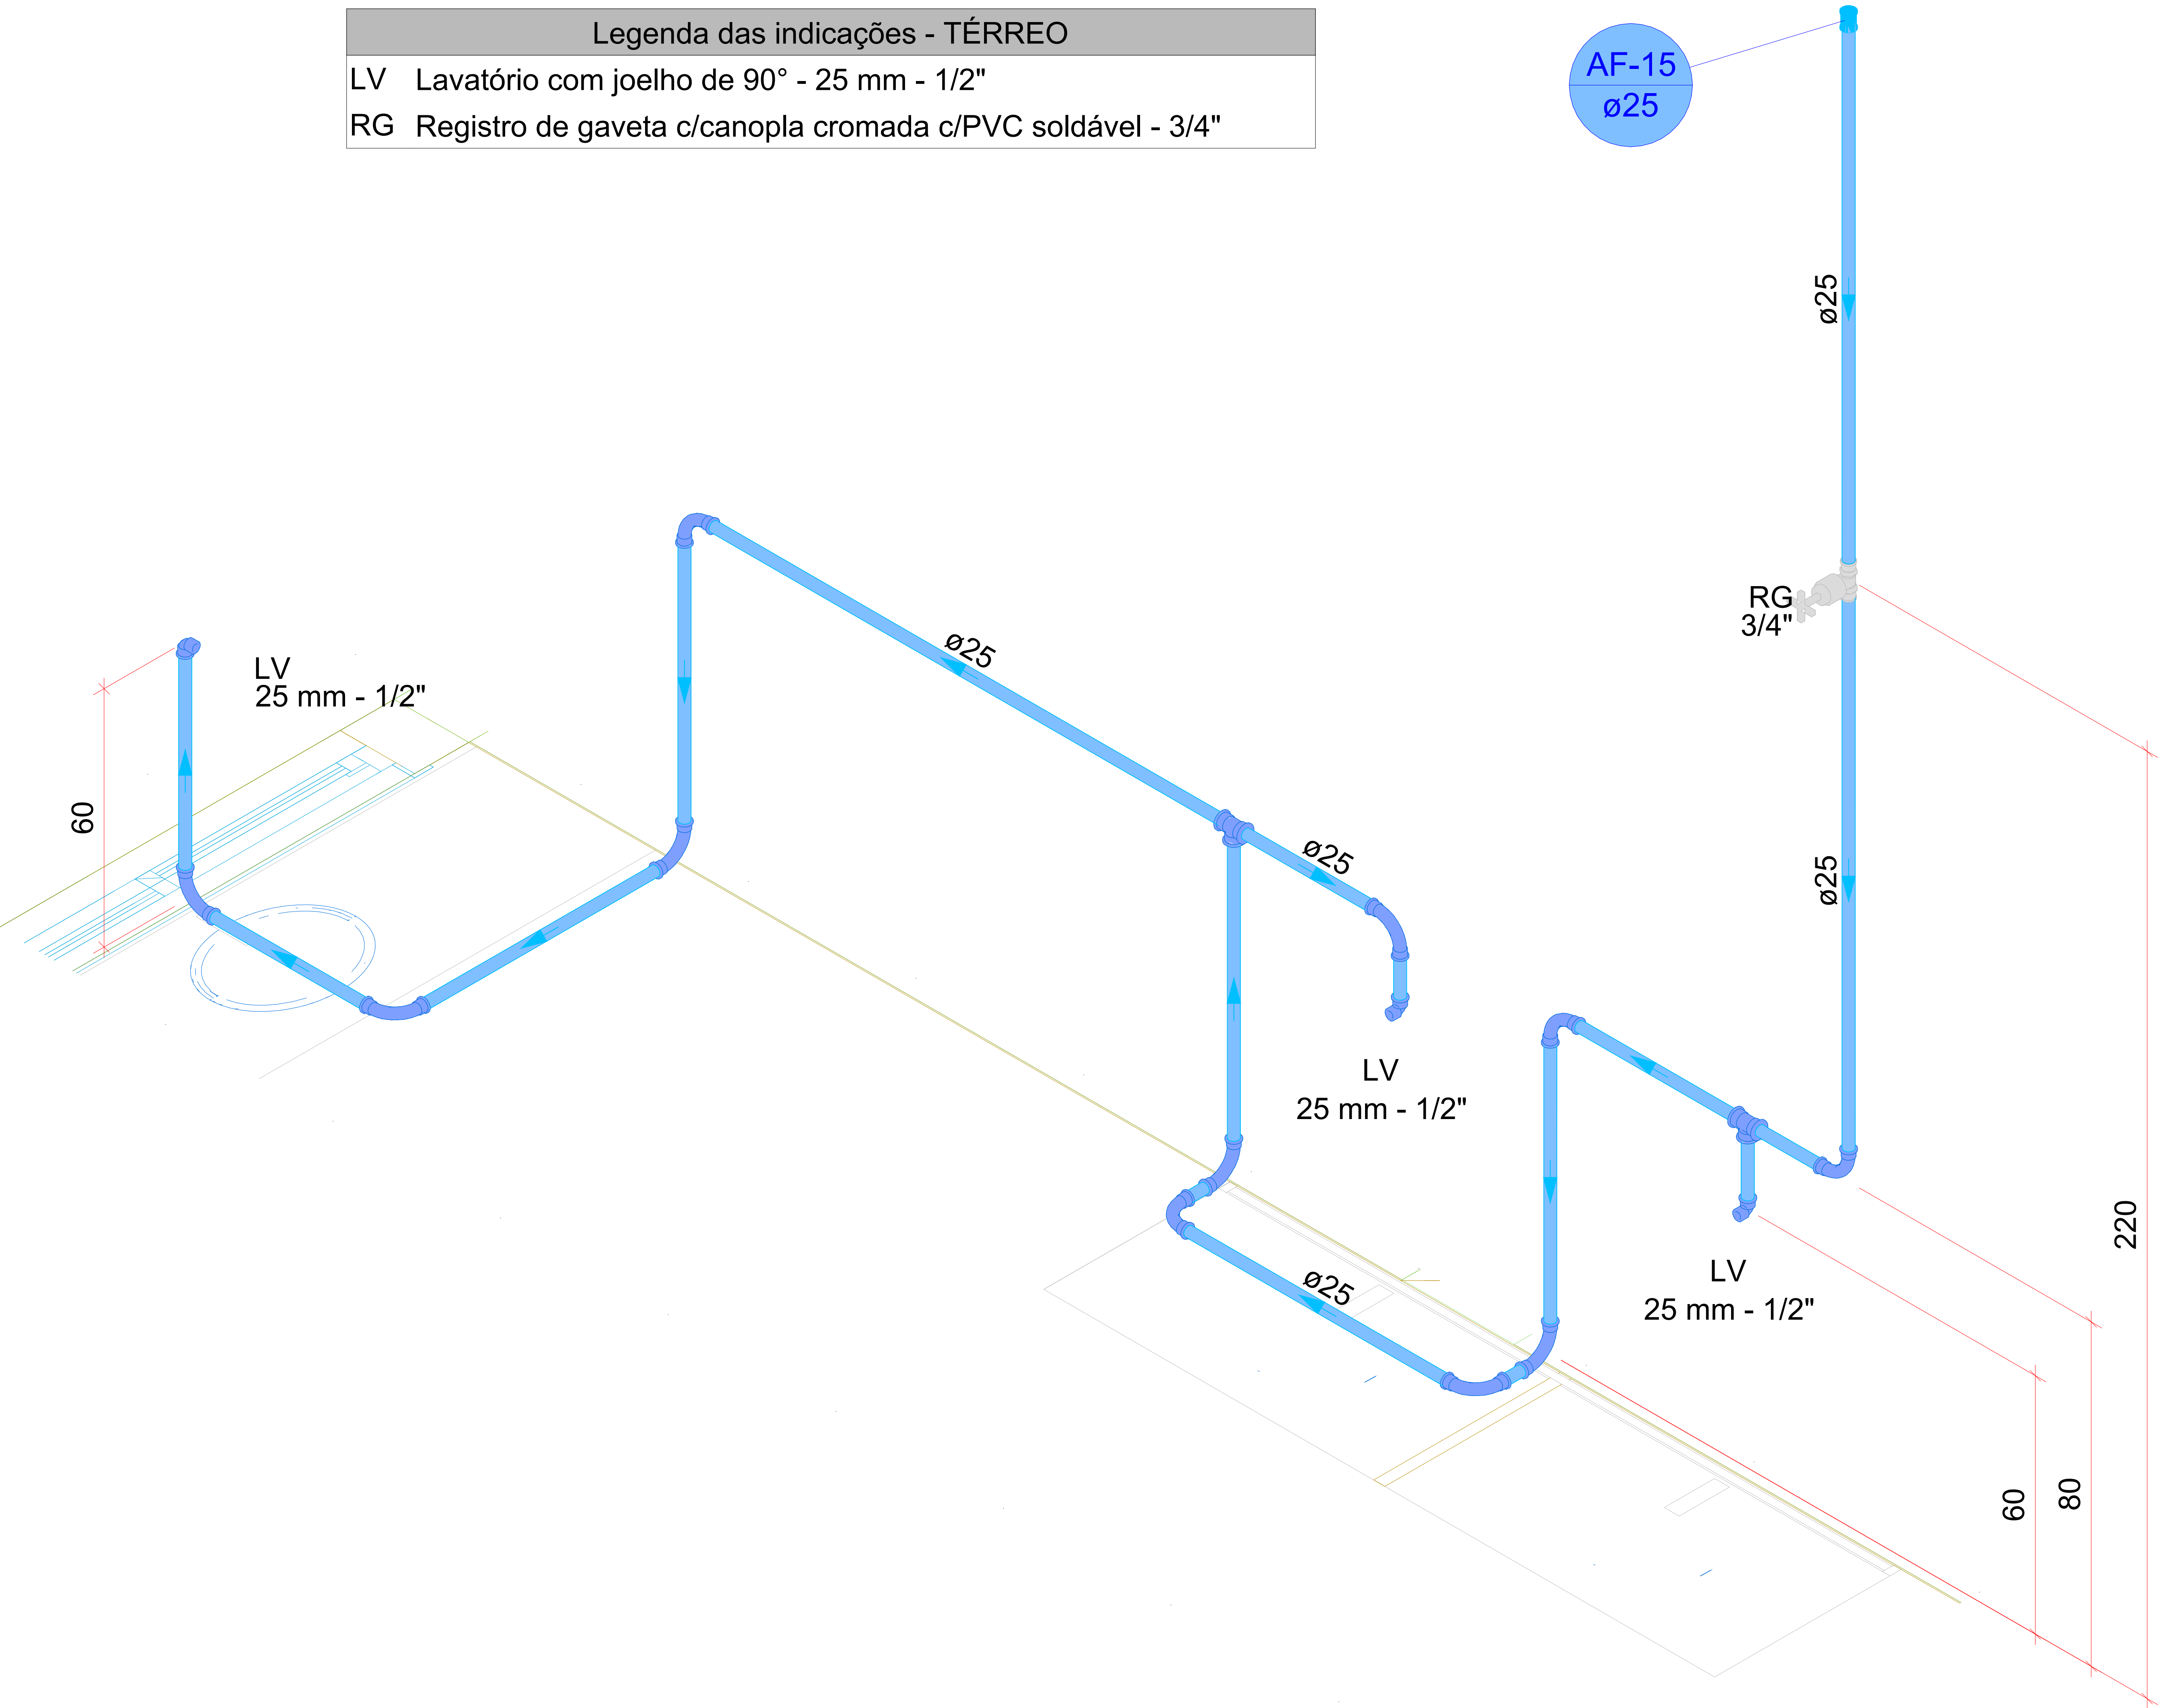 Legenda das indicações - TÉRREO
LV Lavatório com joelho de 90° - 25 mm - 1/2"
RG Registro de gaveta c/canopla cromada c/PVC soldável - 3/4"
AF-15
ø25
ø25
RG
3/4"
ø25
LV
25 mm - 1/2"
60
ø25
ø25
LV
25 mm - 1/2"
ø25
LV
25 mm - 1/2"
220
80
60